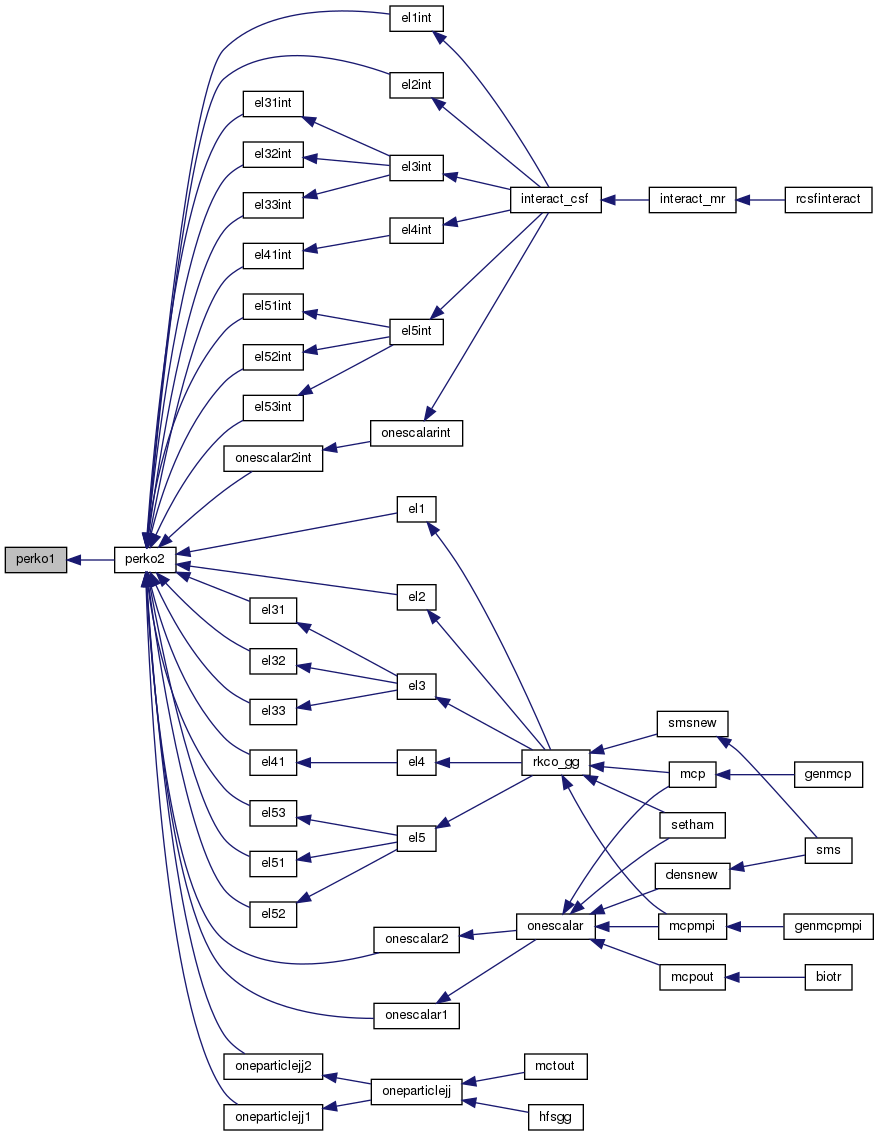 el1int
el2int
el31int
el32int
el3int
el33int
interact_csf
interact_mr
rcsfinteract
el4int
el41int
el51int
el5int
el52int
el53int
onescalarint
onescalar2int
el1
perko1
perko2
el2
el31
el32
el3
el33
smsnew
el41
el4
rkco_gg
mcp
genmcp
el53
setham
el5
sms
el51
densnew
el52
onescalar
mcpmpi
genmcpmpi
onescalar2
mcpout
biotr
onescalar1
oneparticlejj2
mctout
oneparticlejj
oneparticlejj1
hfsgg